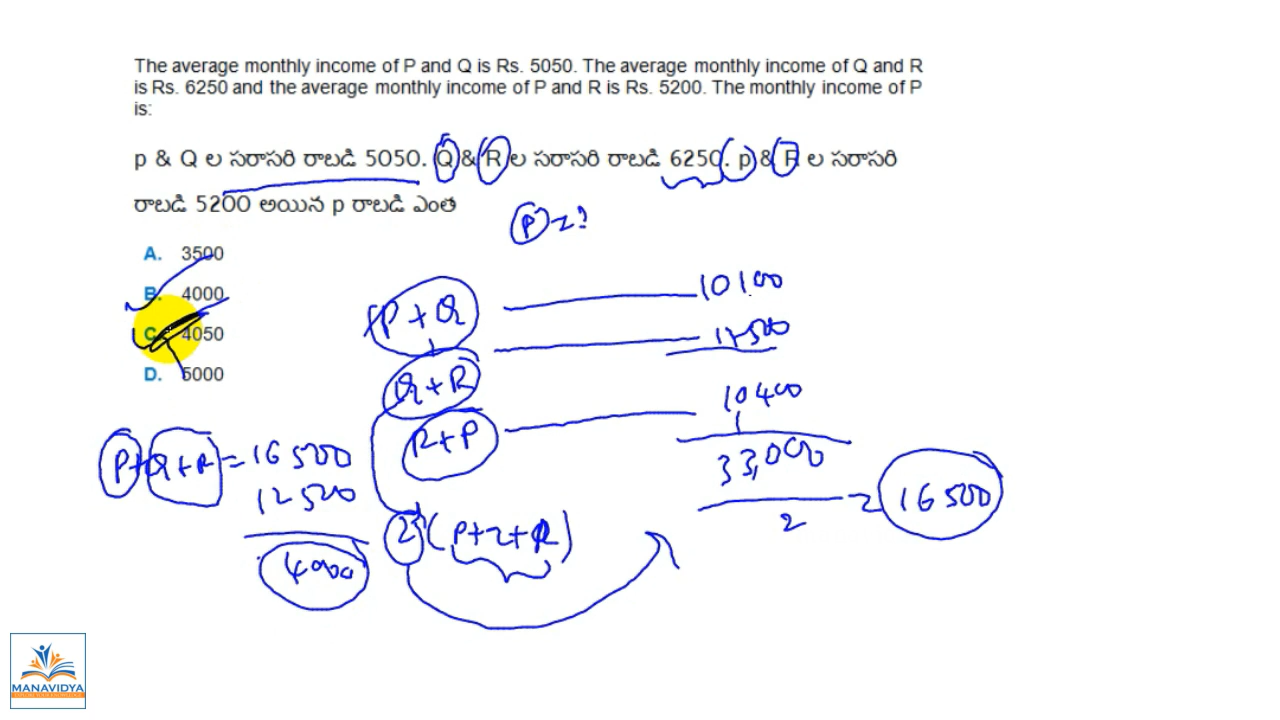 The average monthly income of P and Q is Rs. 5050. The average monthly income of Q and R
is Rs. 6250 and the average monthly income of P and R is Rs. 5200. The monthly income of P
is:
p & Q ల సరాసరి రాబడి 5050. Q & R ల సరాసరి రాబడి 6250. p & R ల సరాసరి
రాబడి 5200 అయిన p రాబడి ఎంత
P = ?
A. 3500
B. 4000
C. 4050
D. 5000
P + Q 10100
Q + R 12500
R + P 10400
P+Q+R = 16500
12500
4000
33,000
2 = 16500
2 (P+Q+R)
MANAVIDYA